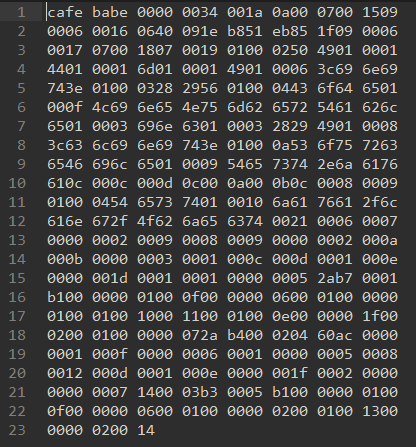 1 cafe babe 0000 0034 001a 0a00 0700 1509
2 0006 0016 0640 091e b851 eb85 1f09 0006
3 0017 0700 1807 0019 0100 0250 4901 0001
4 4401 0001 6d01 0001 4901 0006 3c69 6e69
5 743e 0100 0328 2956 0100 0443 6f64 6501
6 000f 4c69 6e65 4e75 6d62 6572 5461 626c
7 6501 0003 696e 6301 0003 2829 4901 0008
8 3c63 6c69 6e69 743e 0100 0a53 6f75 7263
9 6546 696c 6501 0009 5465 7374 2e6a 6176
10 610c 000c 000d 0c00 0a00 0b0c 0008 0009
11 0100 0454 6573 7401 0010 6a61 7661 2f6c
12 616e 672f 4f62 6a65 6374 0021 0006 0007
13 0000 0002 0009 0008 0009 0000 0002 000a
14 000b 0000 0003 0001 000c 000d 0001 000e
15 0000 001d 0001 0001 0000 0005 2ab7 0001
16 b100 0000 0100 0f00 0000 0600 0100 0000
17 0100 0100 1000 1100 0100 0e00 0000 1f00
18 0200 0100 0000 072a b400 0204 60ac 0000
19 0001 000f 0000 0006 0001 0000 0005 0008
20 0012 000d 0001 000e 0000 001f 0002 0000
21 0000 0007 1400 03b3 0005 b100 0000 0100
22 0f00 0000 0600 0100 0000 0200 0100 1300
23 0000 0200 14